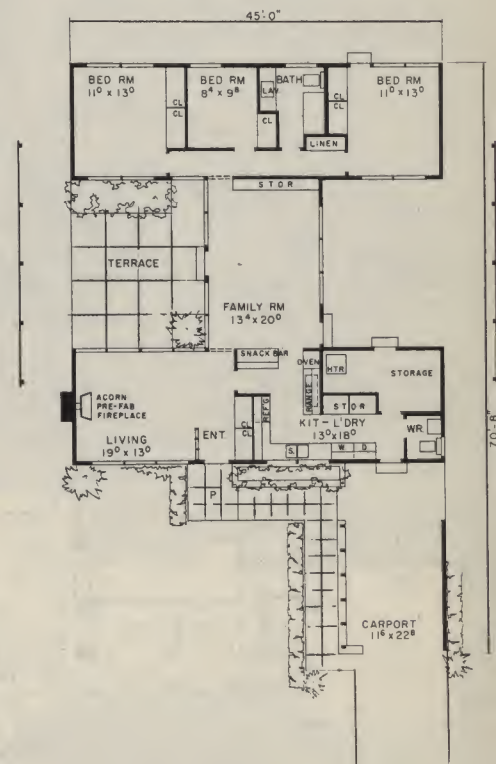 45'-0"
BED RM
11⁰ x 13⁰
BED RM
8⁴ x 9⁸
BATH
BED RM
11⁰ x 13⁰
LAV
CL
CL
CL
CL
CL
LINEN
STOR
TERRACE
FAMILY RM
13⁴ x 20⁰
SNACK BAR
OVEN
HTR.
STORAGE
ACORN
PRE-FAB
FIREPLACE
RANGE
STOR
REF'G
CL
CL
KIT-L'DRY
13⁰ x 18⁰
WR.
LIVING
19⁰ x 13⁰
ENT.
S.
W
D
70'-8"
P
CARPORT
11⁶ x 22⁸